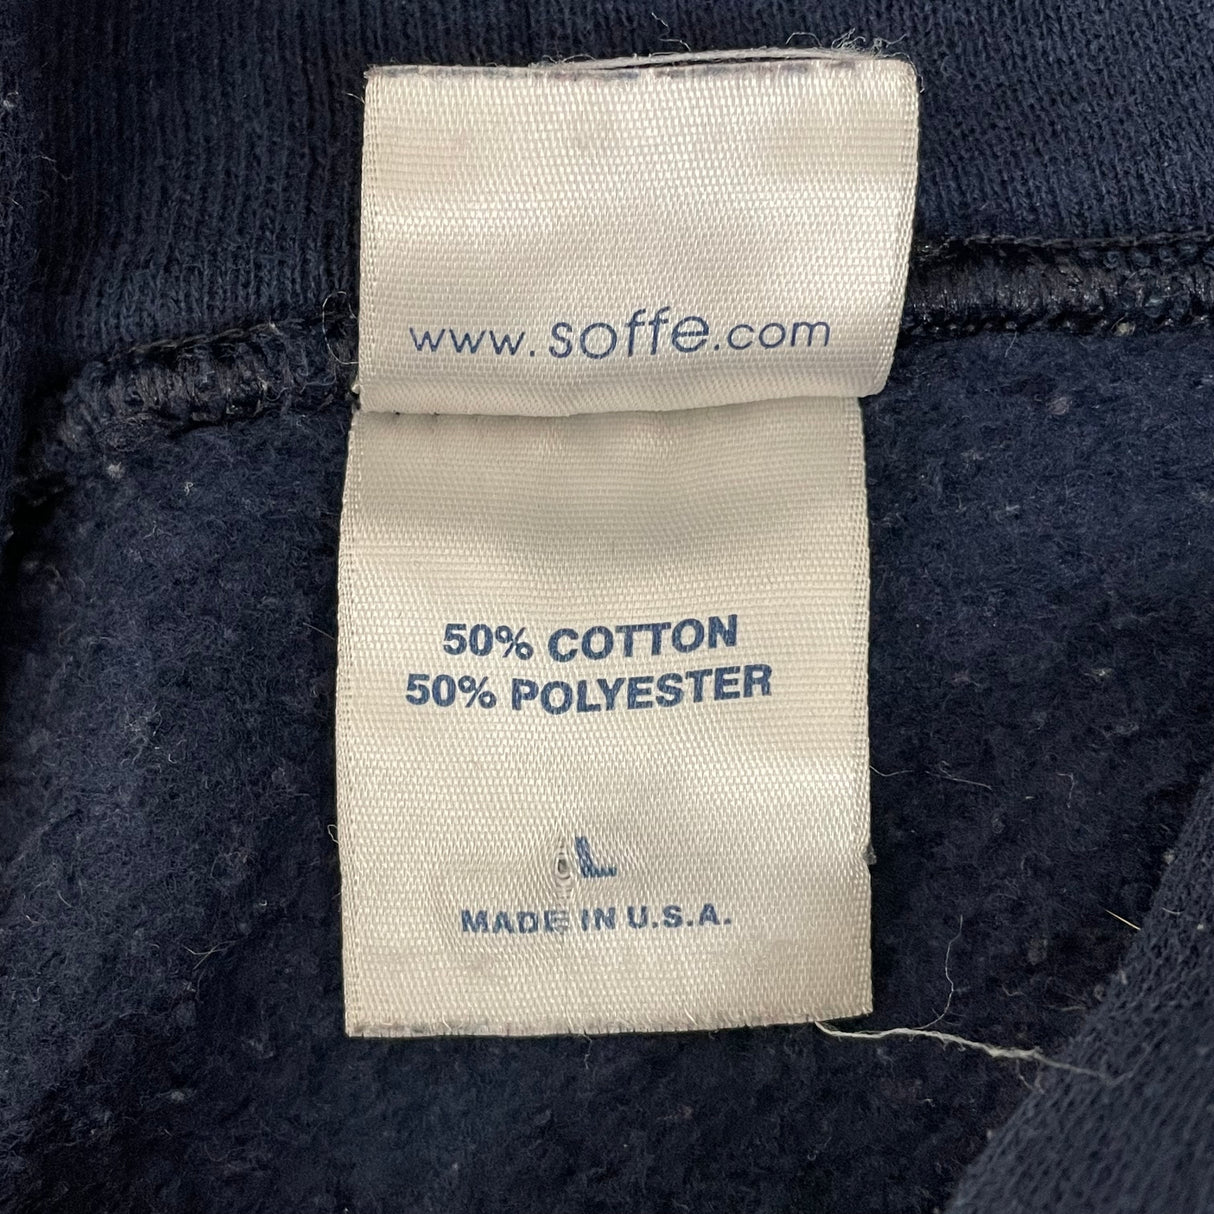 www.soffe.com
50% COTTON
50% POLYESTER
L
MADE IN U.S.A.